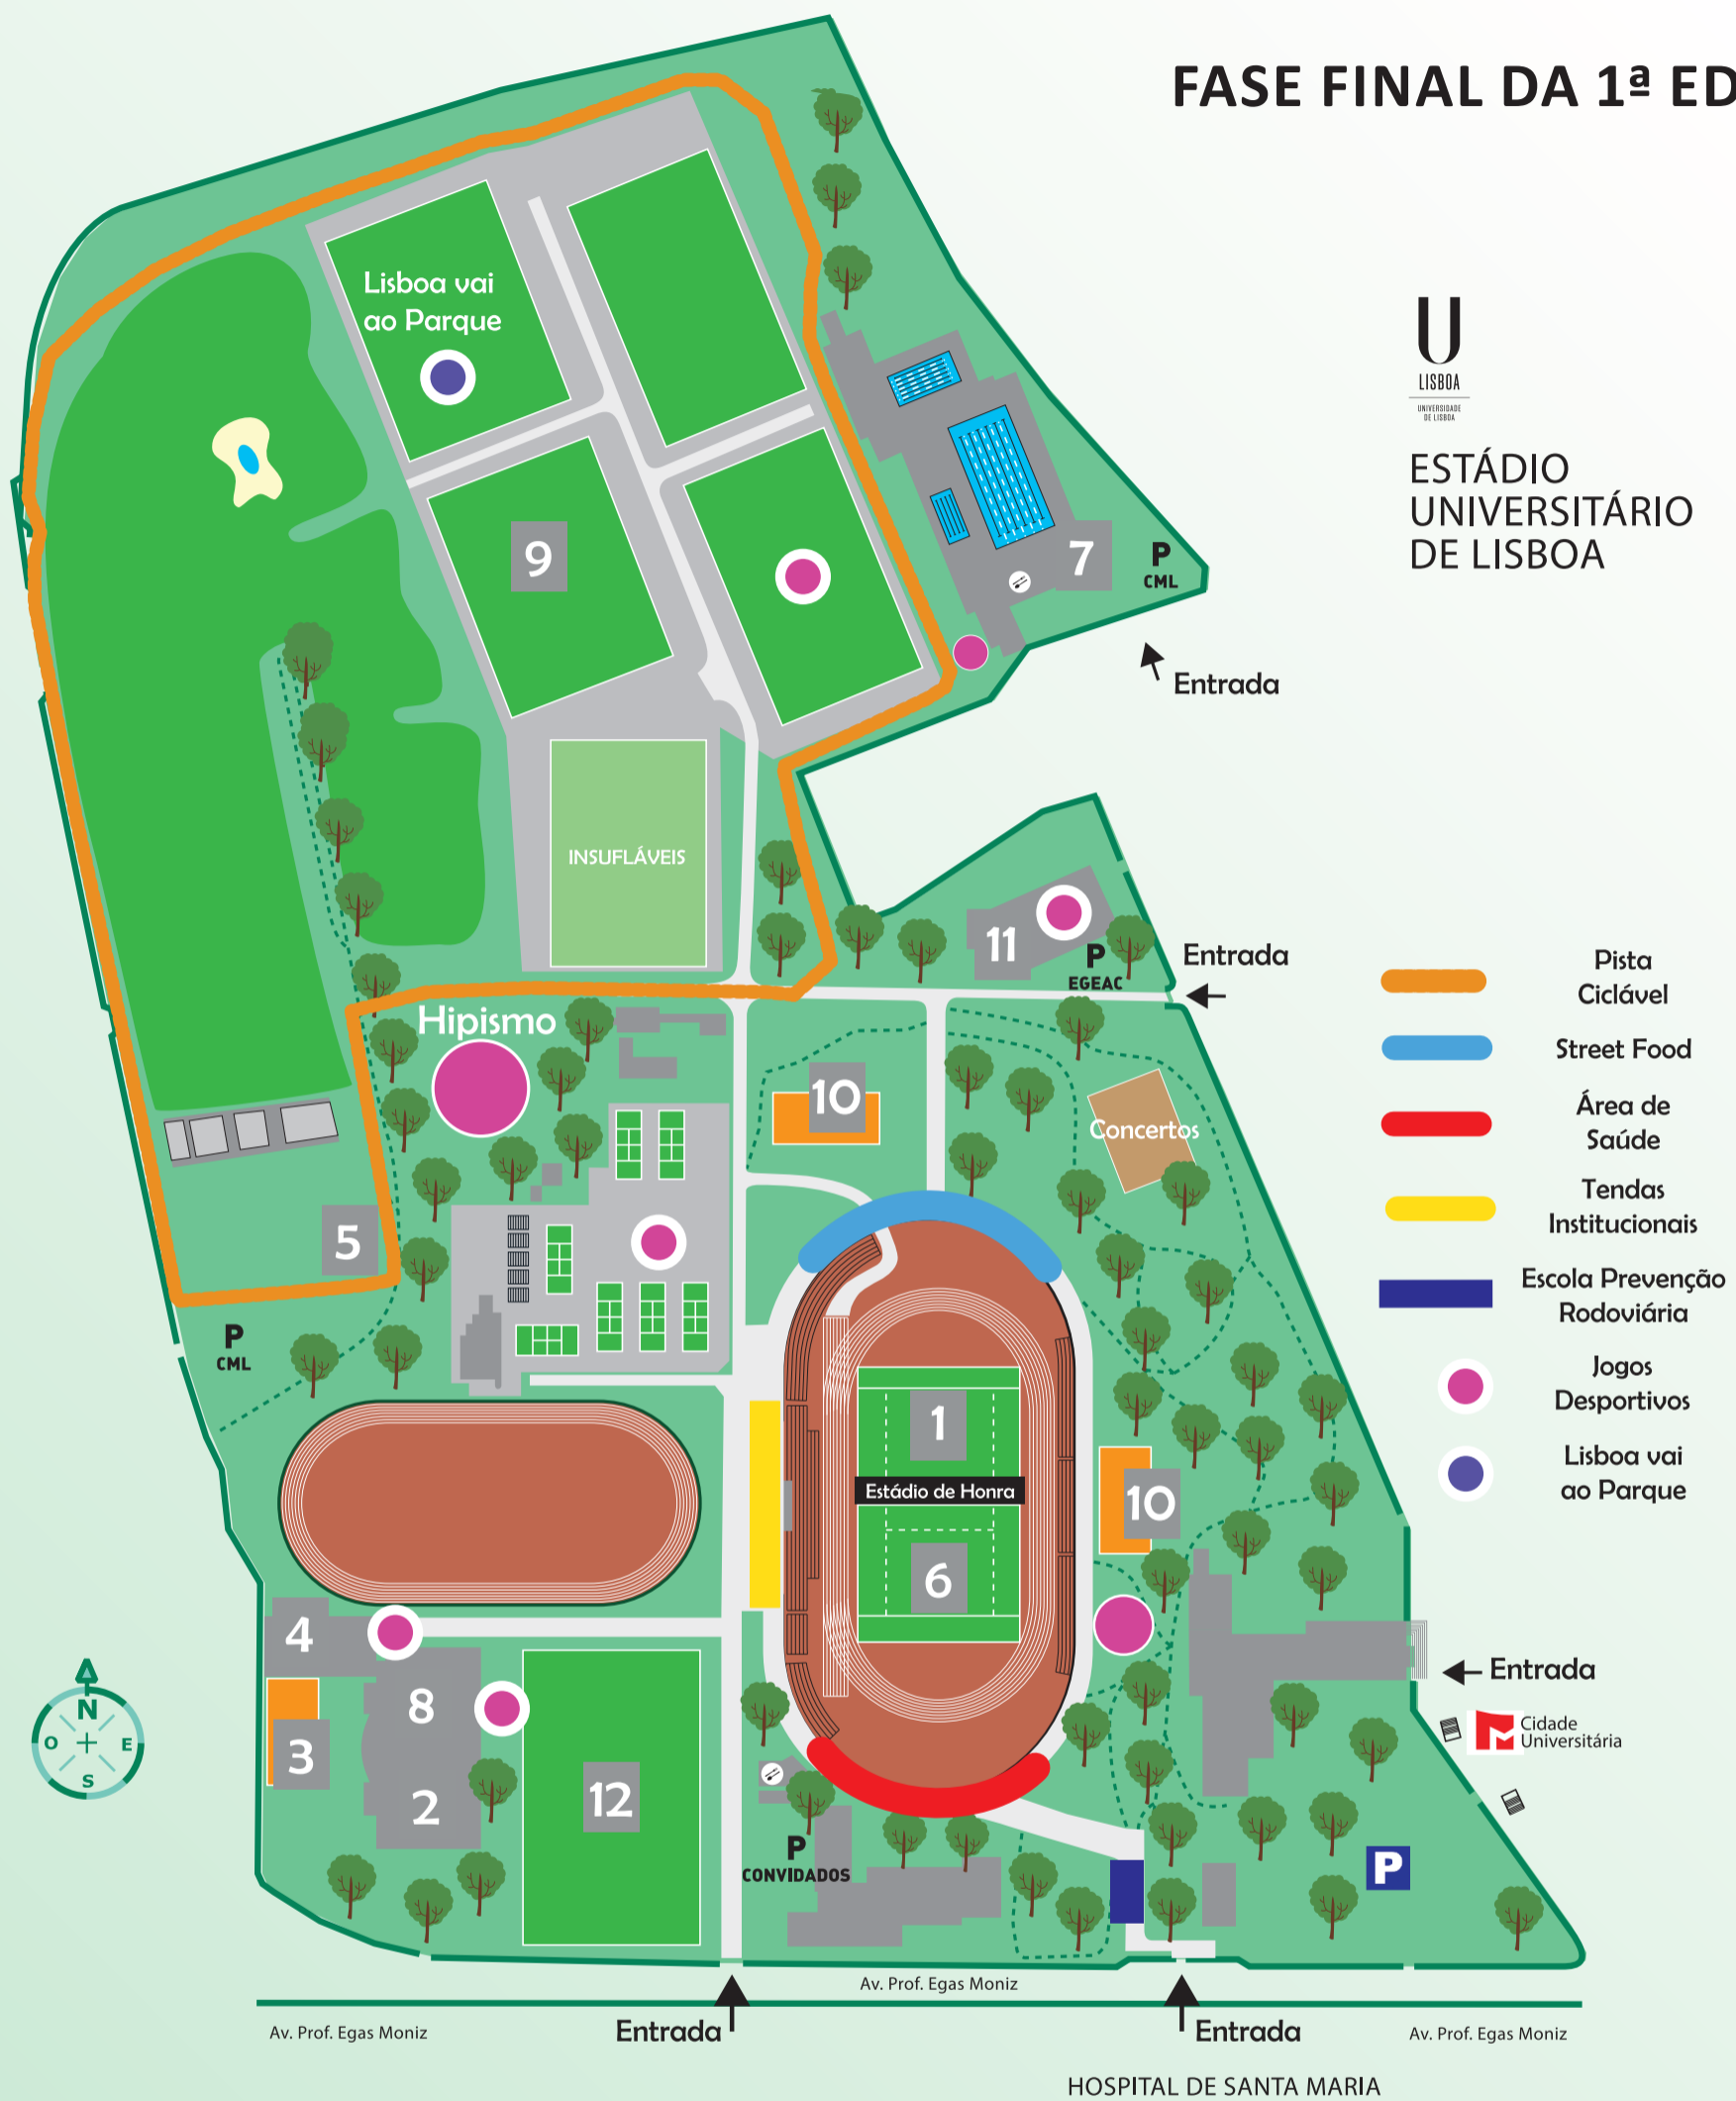 FASE FINAL DA 1ª ED
Lisboa vai
ao Parque
U
LISBOA
UNIVERSIDADE
DE LISBOA
ESTÁDIO
UNIVERSITÁRIO
DE LISBOA
9
7
P
CML
Entrada
INSUFLÁVEIS
11
P
EGEAC
Entrada
Hipismo
10
Concertos
5
P
CML
1
Estádio de Honra
6
10
4
8
3
2
12
P
CONVIDADOS
Pista
Ciclável
Street Food
Área de
Saúde
Tendas
Institucionais
Escola Prevenção
Rodoviária
Jogos
Desportivos
Lisboa vai
ao Parque
Entrada
Cidade
Universitária
P
N
O E
S
Av. Prof. Egas Moniz
Av. Prof. Egas Moniz
Entrada
Entrada
Av. Prof. Egas Moniz
HOSPITAL DE SANTA MARIA